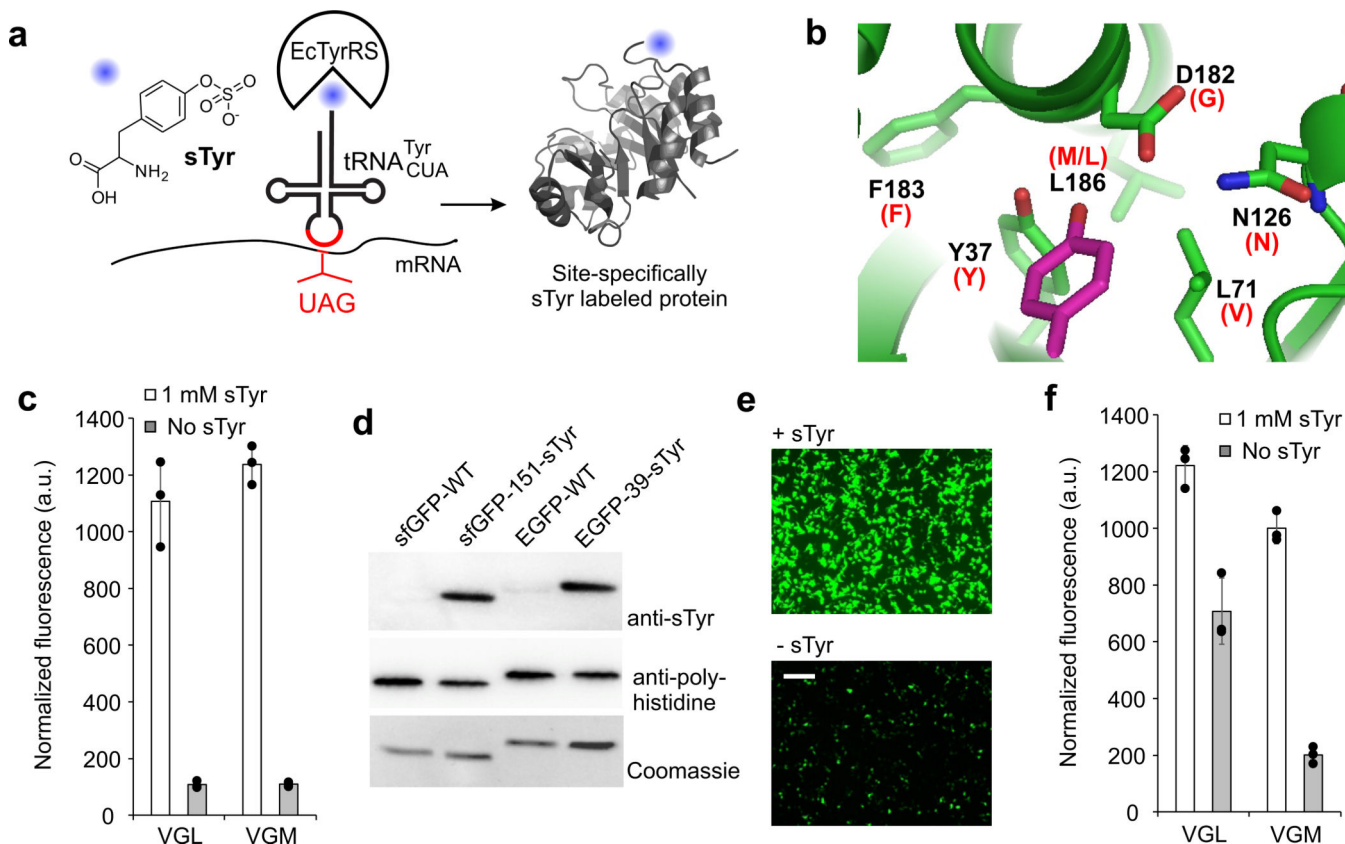 a
EcTyrRS
O
O
S
O
O-
O
OH
NH2
sTyr
tRNA Tyr CUA
mRNA
UAG
Site-specifically
sTyr labeled protein
b
D182
(G)
(M/L)
L186
F183
(F)
N126
(N)
Y37
(Y)
L71
(V)
c
1 mM sTyr
No sTyr
Normalized fluorescence (a.u.)
1400
1200
1000
800
600
400
200
0
VGL
VGM
d
sfGFP-WT
sfGFP-151-sTyr
EGFP-WT
EGFP-39-sTyr
anti-sTyr
anti-poly-
histidine
Coomassie
e
+ sTyr
- sTyr
f
1 mM sTyr
No sTyr
Normalized fluorescence (a.u.)
1400
1200
1000
800
600
400
200
0
VGL
VGM